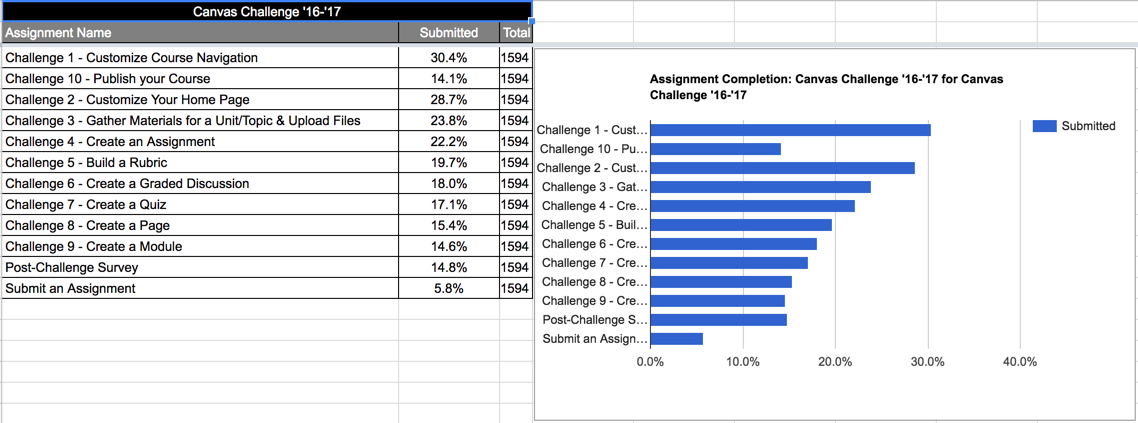 Canvas Challenge '16-'17
Assignment Name Submitted Total
Challenge 1 - Customize Course Navigation 30.4% 1594
Challenge 10 - Publish your Course 14.1% 1594
Challenge 2 - Customize Your Home Page 28.7% 1594
Challenge 3 - Gather Materials for a Unit/Topic & Upload Files 23.8% 1594
Challenge 4 - Create an Assignment 22.2% 1594
Challenge 5 - Build a Rubric 19.7% 1594
Challenge 6 - Create a Graded Discussion 18.0% 1594
Challenge 7 - Create a Quiz 17.1% 1594
Challenge 8 - Create a Page 15.4% 1594
Challenge 9 - Create a Module 14.6% 1594
Post-Challenge Survey 14.8% 1594
Submit an Assignment 5.8% 1594
Assignment Completion: Canvas Challenge '16-'17 for Canvas
Challenge '16-'17
Submitted
Challenge 1 - Cust...
Challenge 10 - Pu...
Challenge 2 - Cust...
Challenge 3 - Gat...
Challenge 4 - Cre...
Challenge 5 - Buil...
Challenge 6 - Cre...
Challenge 7 - Cre...
Challenge 8 - Cre...
Challenge 9 - Cre...
Post-Challenge S...
Submit an Assign...
0.0% 10.0% 20.0% 30.0% 40.0%